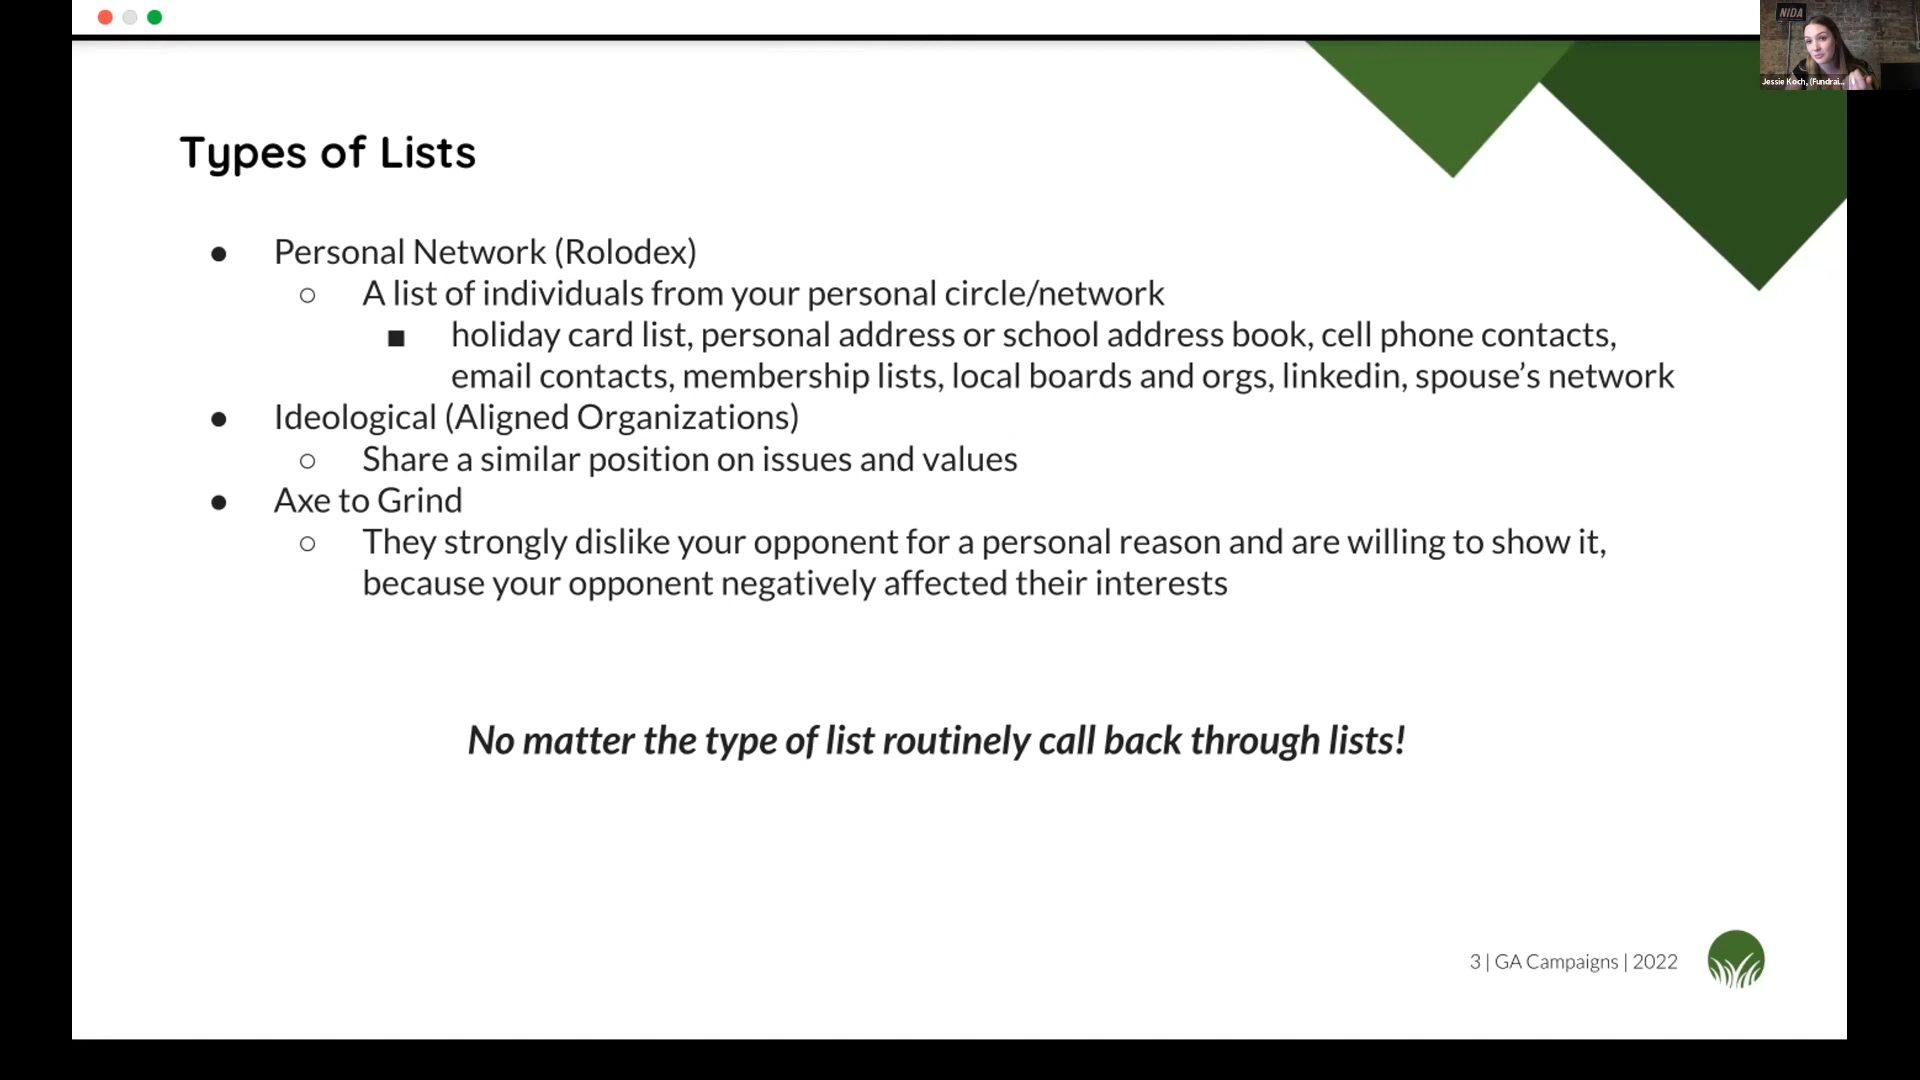 NIDA
Jessie Koch, (Fundrai...
Types of Lists
● Personal Network (Rolodex)
○ A list of individuals from your personal circle/network
■ holiday card list, personal address or school address book, cell phone contacts,
email contacts, membership lists, local boards and orgs, linkedin, spouse’s network
● Ideological (Aligned Organizations)
○ Share a similar position on issues and values
● Axe to Grind
○ They strongly dislike your opponent for a personal reason and are willing to show it,
because your opponent negatively affected their interests
No matter the type of list routinely call back through lists!
3 | GA Campaigns | 2022